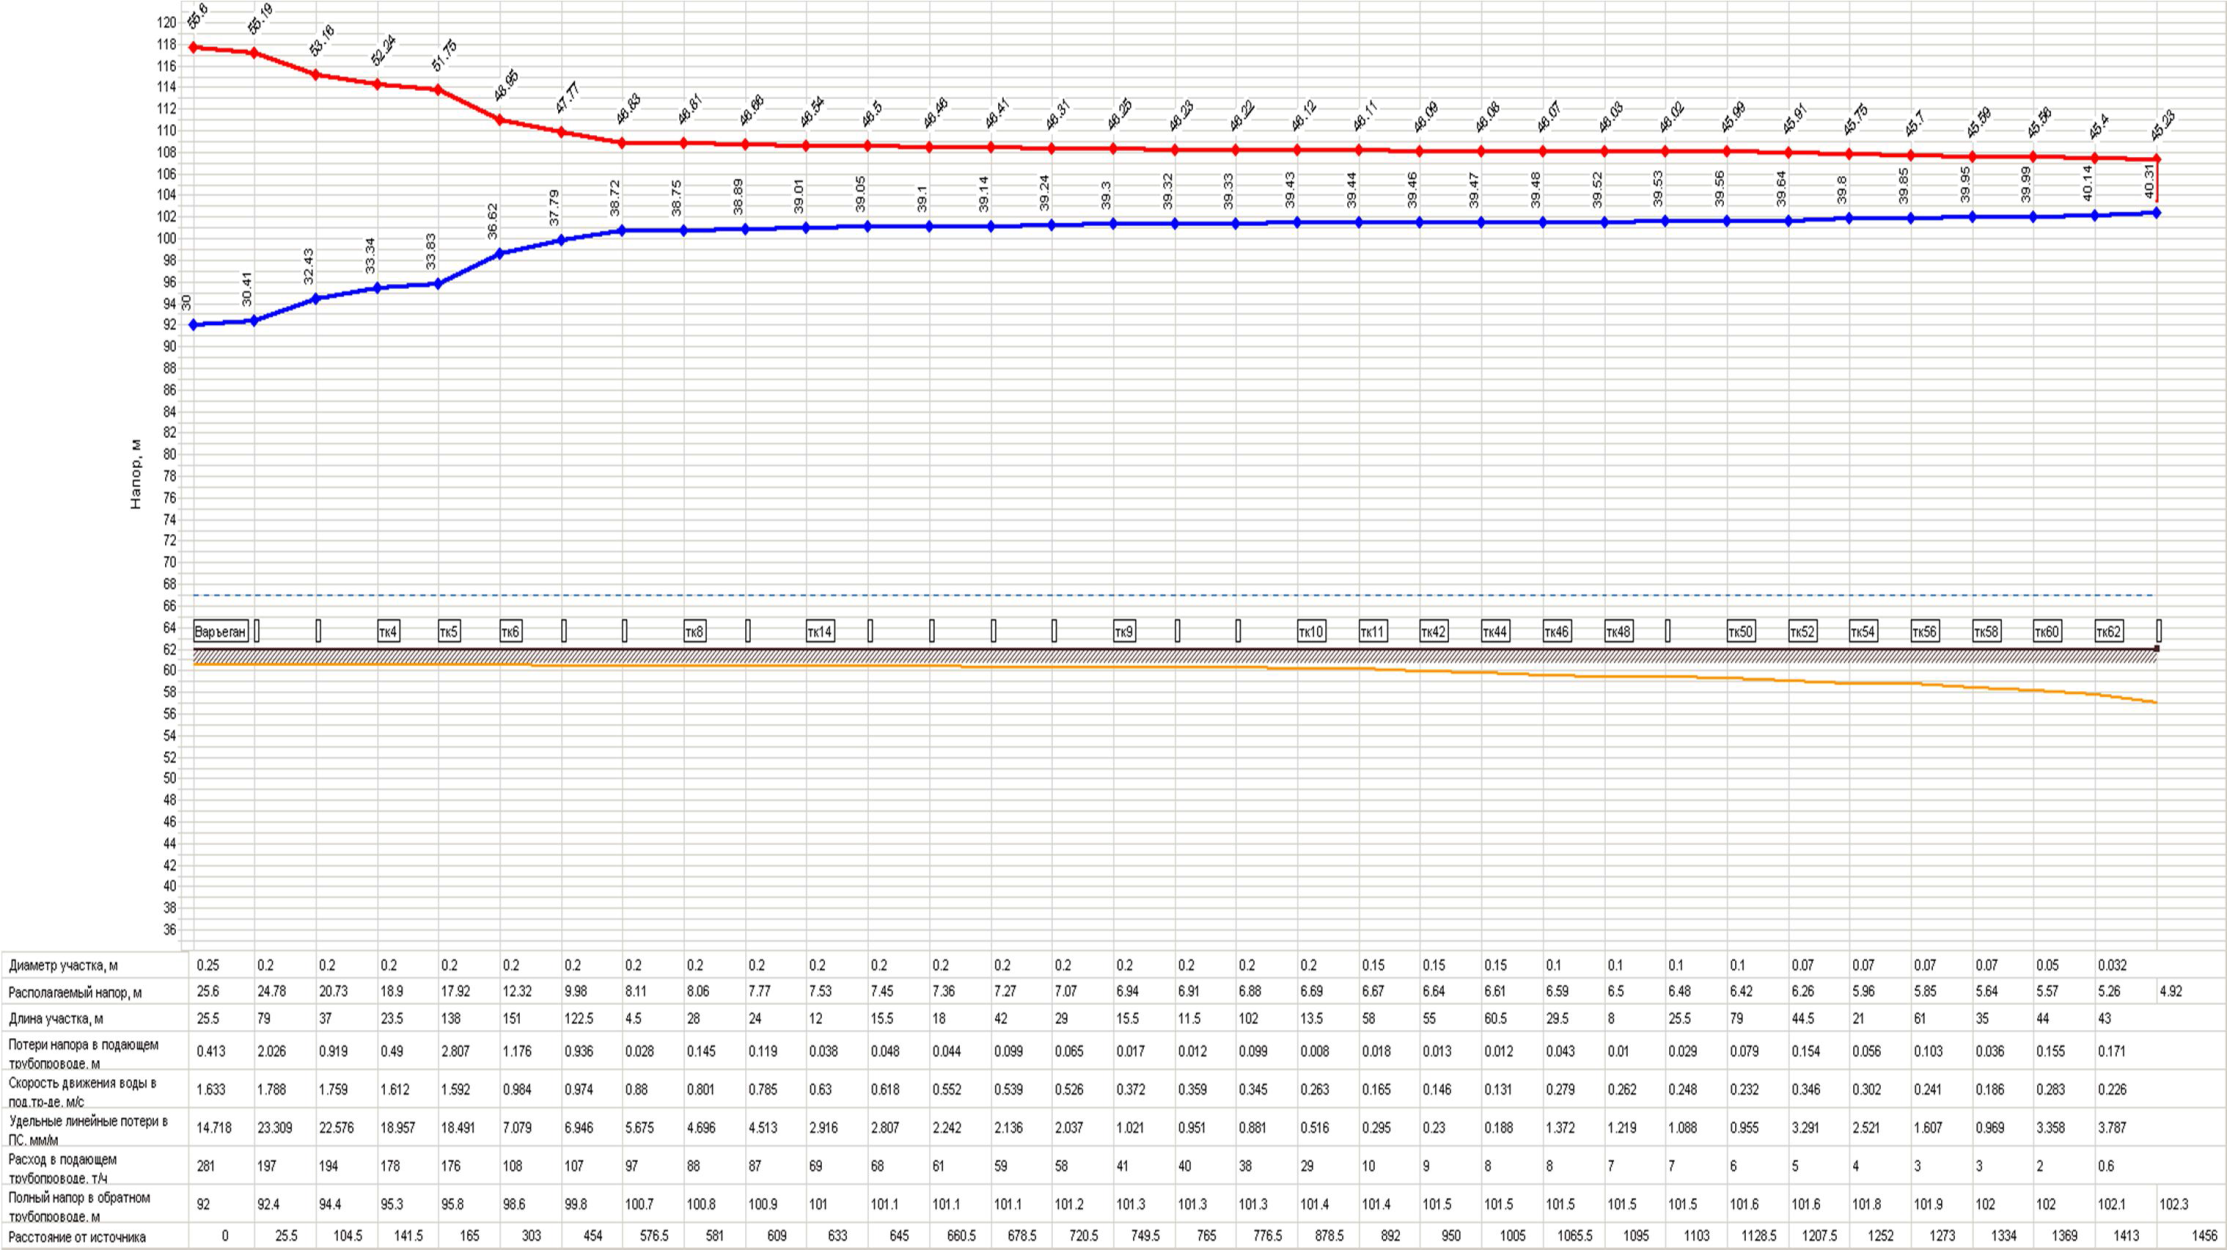 55.6 55.19 53.16 52.24 51.75 48.95 47.77 46.83 46.81 46.66 46.54 46.5 46.46 46.41 46.31 46.25 46.23 46.22 46.12 46.11 46.09 46.08 46.07 46.03 46.02 45.99 45.91 45.75 45.7 45.59 45.56 45.4 45.23
30 30.41 32.43 33.34 33.83 36.62 37.79 38.72 38.75 38.89 39.01 39.05 39.1 39.14 39.24 39.3 39.32 39.33 39.43 39.44 39.46 39.47 39.48 39.52 39.53 39.56 39.64 39.8 39.85 39.95 39.99 40.14 40.31
120
118
116
114
112
110
108
106
104
102
100
98
96
94
92
90
88
86
84
82
80
78
76
74
72
70
68
66
64
62
60
58
56
54
52
50
48
46
44
42
40
38
36
Напор, м
Варъеган тк4 тк5 тк6 тк8 тк14 тк9 тк10 тк11 тк42 тк44 тк46 тк48 тк50 тк52 тк54 тк56 тк58 тк60 тк62
Диаметр участка, м 0.25 0.2 0.2 0.2 0.2 0.2 0.2 0.2 0.2 0.2 0.2 0.2 0.2 0.2 0.2 0.2 0.2 0.2 0.2 0.15 0.15 0.15 0.1 0.1 0.1 0.1 0.07 0.07 0.07 0.07 0.05 0.032
Располагаемый напор, м 25.6 24.78 20.73 18.9 17.92 12.32 9.98 8.11 8.06 7.77 7.53 7.45 7.36 7.27 7.07 6.94 6.91 6.88 6.69 6.67 6.64 6.61 6.59 6.5 6.48 6.42 6.26 5.96 5.85 5.64 5.57 5.26 4.92
Длина участка, м 25.5 79 37 23.5 138 151 122.5 4.5 28 24 12 15.5 18 42 29 15.5 11.5 102 13.5 58 55 60.5 29.5 8 25.5 79 44.5 21 61 35 44 43
Потери напора в подающем
трубопроводе, м 0.413 2.026 0.919 0.49 2.807 1.176 0.936 0.028 0.145 0.119 0.038 0.048 0.044 0.099 0.065 0.017 0.012 0.099 0.008 0.018 0.013 0.012 0.043 0.01 0.029 0.079 0.154 0.056 0.103 0.036 0.155 0.171
Скорость движения воды в
под.тр-де, м/с 1.633 1.788 1.759 1.612 1.592 0.984 0.974 0.88 0.801 0.785 0.63 0.618 0.552 0.539 0.526 0.372 0.359 0.345 0.263 0.165 0.146 0.131 0.279 0.262 0.248 0.232 0.346 0.302 0.241 0.186 0.283 0.226
Удельные линейные потери в
ПС, мм/м 14.718 23.309 22.576 18.957 18.491 7.079 6.946 5.675 4.696 4.513 2.916 2.807 2.242 2.136 2.037 1.021 0.951 0.881 0.516 0.295 0.23 0.188 1.372 1.219 1.088 0.955 3.291 2.521 1.607 0.969 3.358 3.787
Расход в подающем
трубопроводе, т/ч 281 197 194 178 176 108 107 97 88 87 69 68 61 59 58 41 40 38 29 10 9 8 8 7 7 6 5 4 3 3 2 0.6
Полный напор в обратном
трубопроводе, м 92 92.4 94.4 95.3 95.8 98.6 99.8 100.7 100.8 100.9 101 101.1 101.1 101.1 101.2 101.3 101.3 101.3 101.4 101.4 101.5 101.5 101.5 101.5 101.5 101.6 101.6 101.8 101.9 102 102 102.1 102.3
Расстояние от источника 0 25.5 104.5 141.5 165 303 454 576.5 581 609 633 645 660.5 678.5 720.5 749.5 765 776.5 878.5 892 950 1005 1065.5 1095 1103 1128.5 1207.5 1252 1273 1334 1369 1413 1456